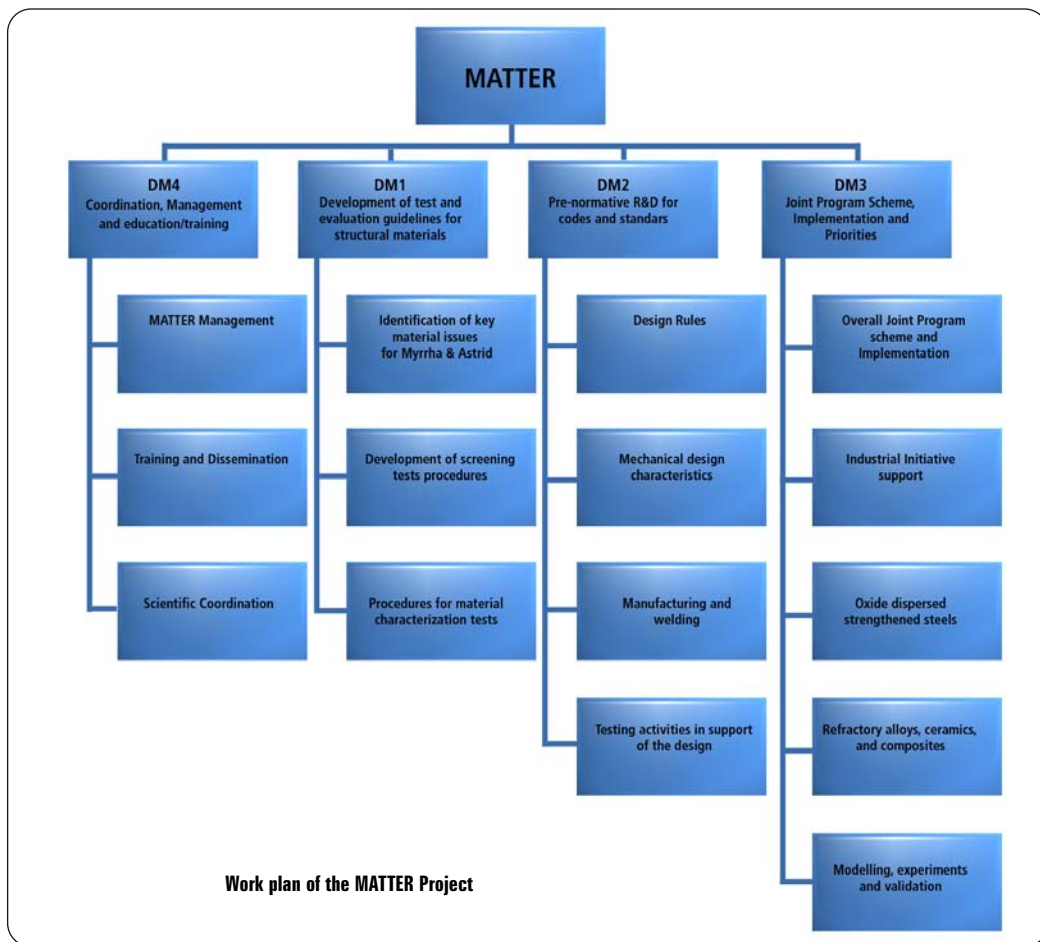 MATTER
DM4
Coordination, Management
and education/training
DM1
Development of test and
evaluation guidelines for
structural materials
DM2
Pre-normative R&D for
codes and standars
DM3
Joint Program Scheme,
Implementation and
Priorities
MATTER Management
Training and Dissemination
Scientific Coordination
Identification of key
material issues
for Myrrha & Astrid
Development of screening
tests procedures
Procedures for material
characterization tests
Design Rules
Mechanical design
characteristics
Manufacturing and
welding
Testing activities in support
of the design
Overall Joint Program
scheme and
Implementation
Industrial Initiative
support
Oxide dispersed
strengthened steels
Refractory alloys, ceramics,
and composites
Modelling, experiments
and validation
Work plan of the MATTER Project